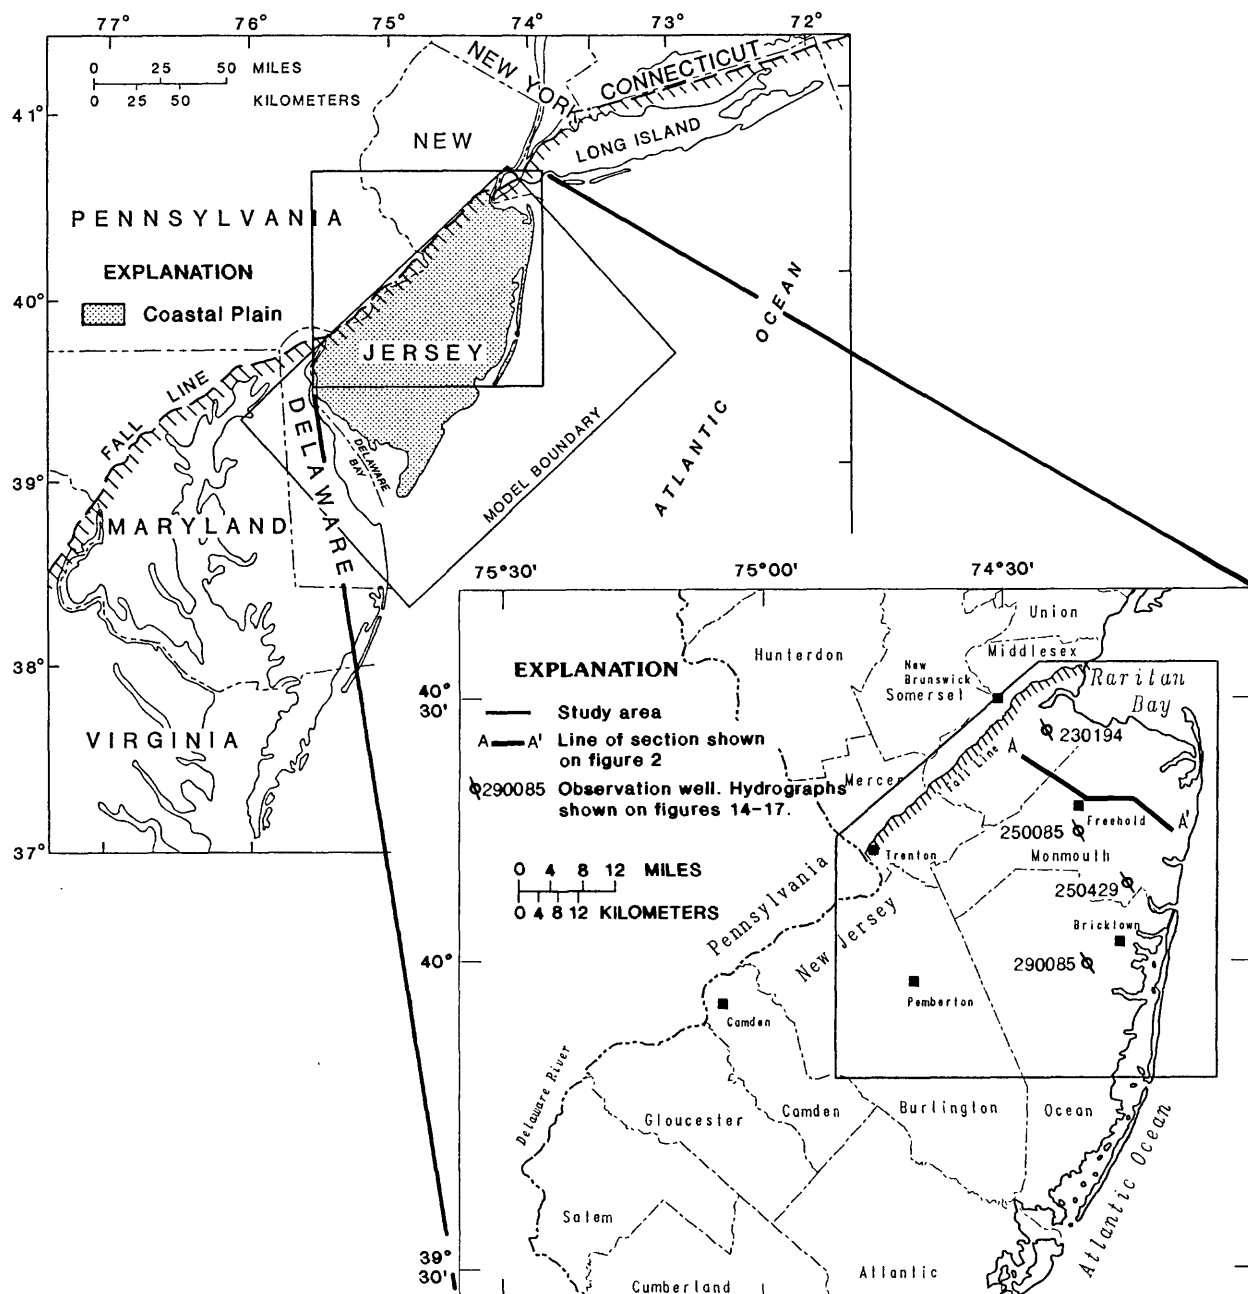 77° 76° 75° 74° 73° 72°
0 25 50 MILES
0 25 50 KILOMETERS
NEW YORK
CONNECTICUT
41°
NEW
LONG ISLAND
PENNSYLVANIA
EXPLANATION
Coastal Plain
40°
OCEAN
JERSEY
FALL LINE
ATLANTIC
DELAWARE
DELAWARE
BAY
MODEL BOUNDARY
39°
MARYLAND
38°
VIRGINIA
37°
75°30' 75°00' 74°30'
Union
Hunterdon
Middlesex
New
Brunswick
Somerset
EXPLANATION
40°
30'
Raritan
Bay
Study area
A A' Line of section shown
on figure 2
230194
A
Mercer
Fall Line
290085 Observation well. Hydrographs
shown on figures 14-17.
Freehold
A'
250085
Trenton
Monmouth
0 4 8 12 MILES
0 4 8 12 KILOMETERS
250429
Pennsylvania
New Jersey
Bricktown
40°
290085
Pemberton
Camden
Delaware River
Gloucester
Camden
Burlington
Ocean
Atlantic Ocean
Salem
39°
30'
Cumberland
Atlantic